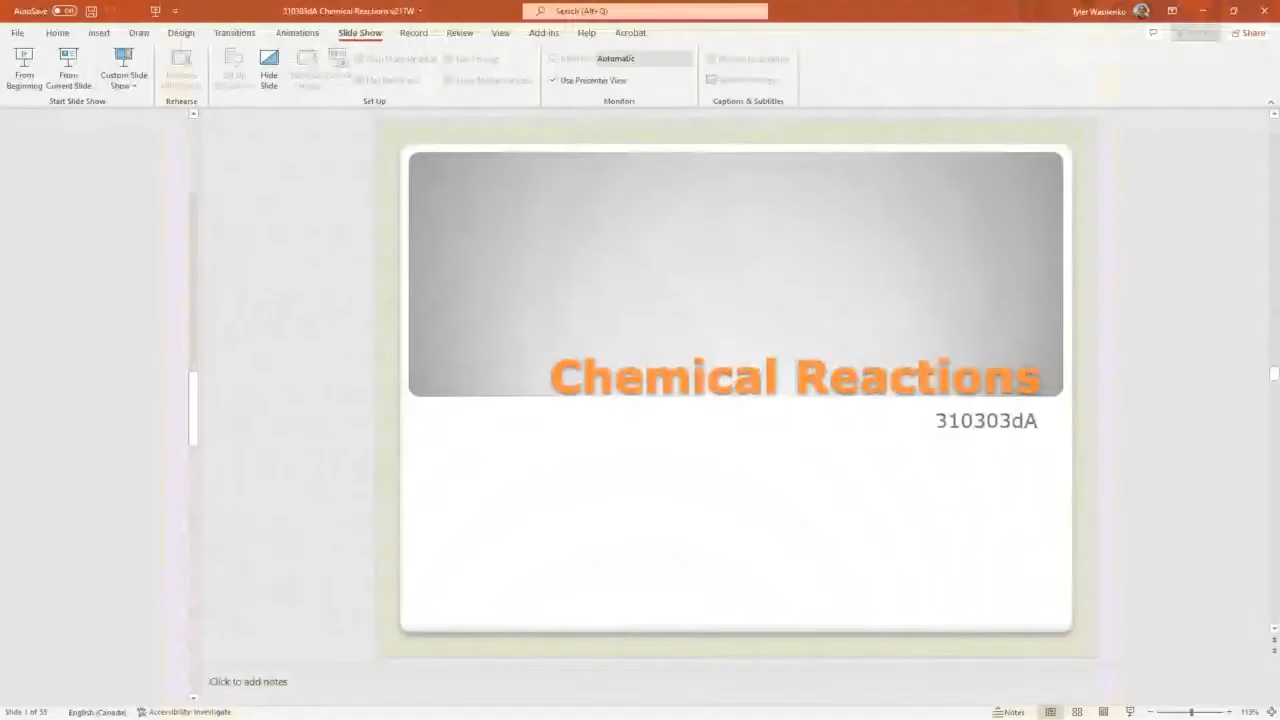 AutoSave Off
310303dA Chemical Reactions v21TW
Search (Alt+Q)
Tyler Wasilenko
File Home Insert Draw Design Transitions Animations Slide Show Record Review View Add-ins Help Acrobat
Share
From Beginning
From Current Slide
Custom Slide Show
Hide Slide
Automatic
Use Presenter View
Start Slide Show
Rehearse
Set Up
Monitors
Captions & Subtitles
Chemical Reactions
310303dA
Click to add notes
Slide 1 of 35
English (Canada)
Accessibility: Investigate
Notes
113%